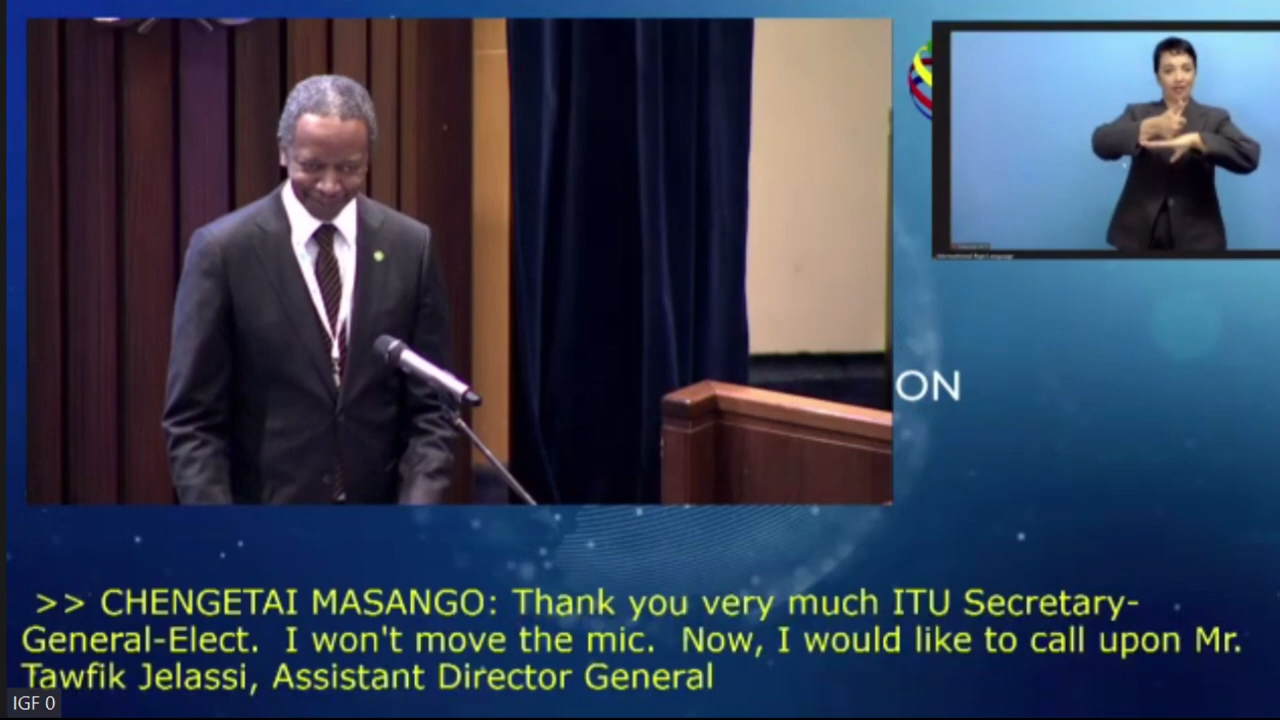 ON
>> CHENGETAI MASANGO: Thank you very much ITU Secretary-
General-Elect. I won't move the mic. Now, I would like to call upon Mr.
Tawfik Jelassi, Assistant Director General
IGF 0